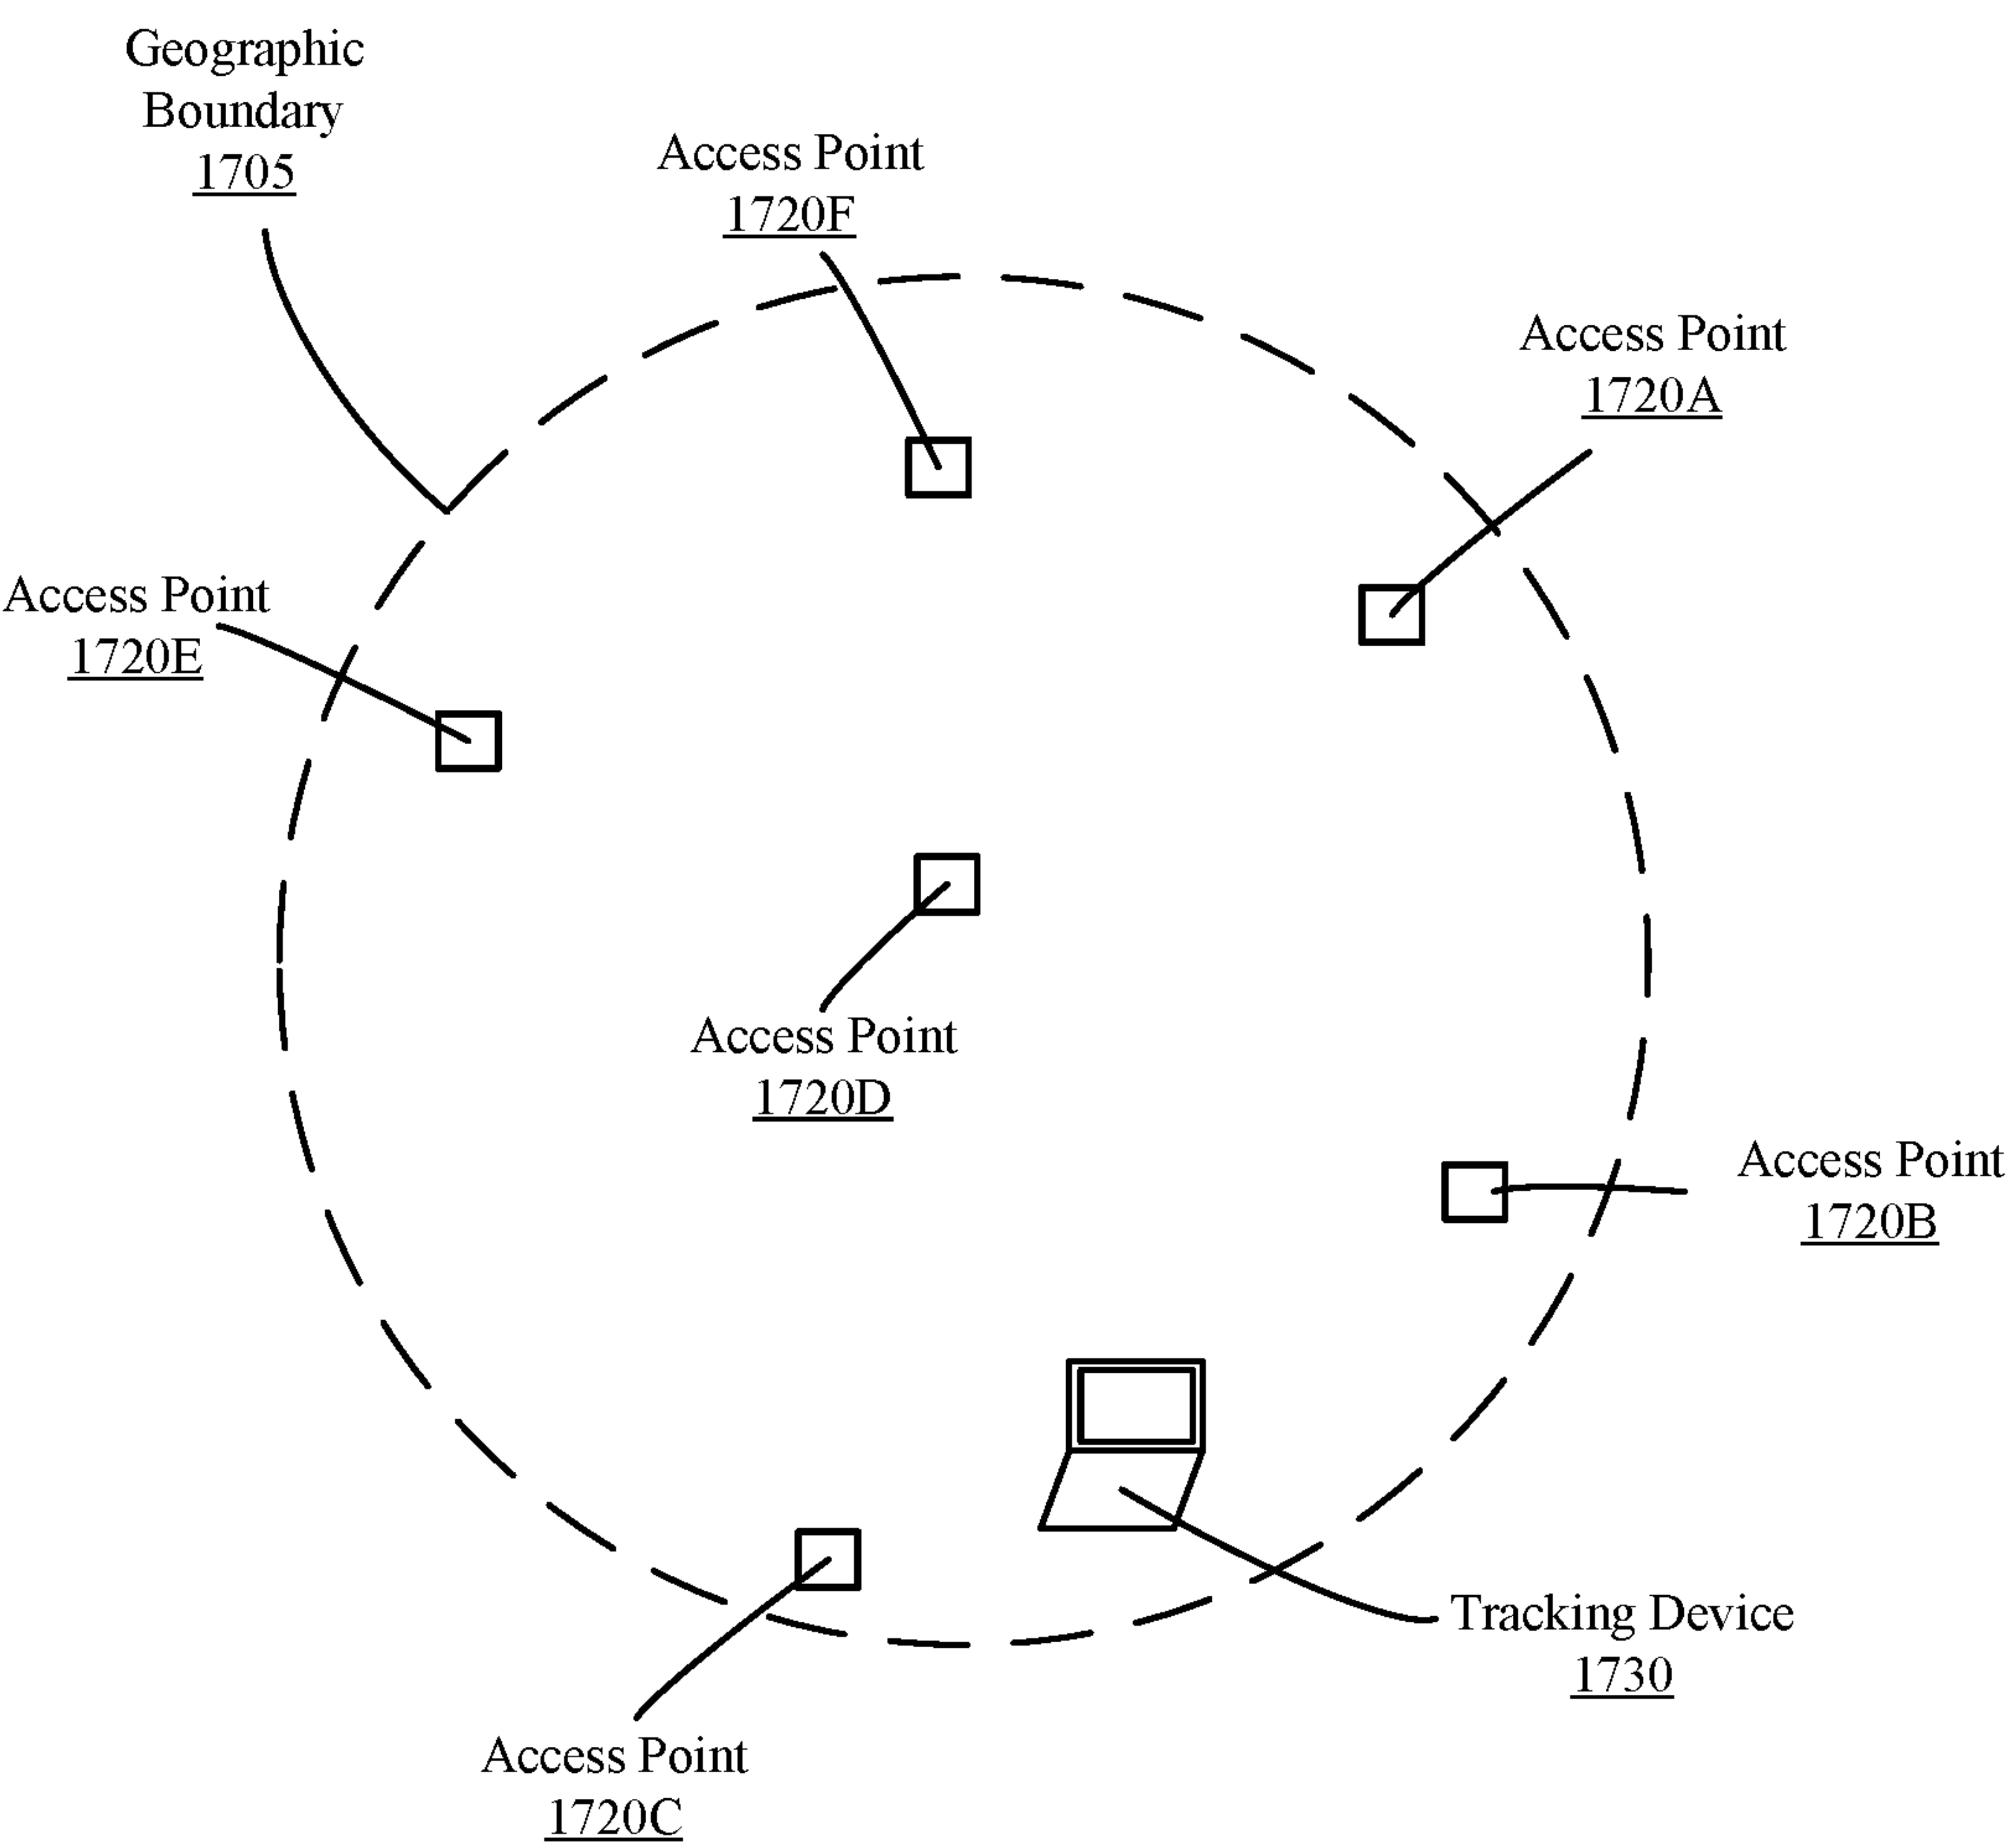 Geographic
Boundary
1705
Access Point
1720F
Access Point
1720A
Access Point
1720E
Access Point
1720D
Access Point
1720B
Tracking Device
1730
Access Point
1720C